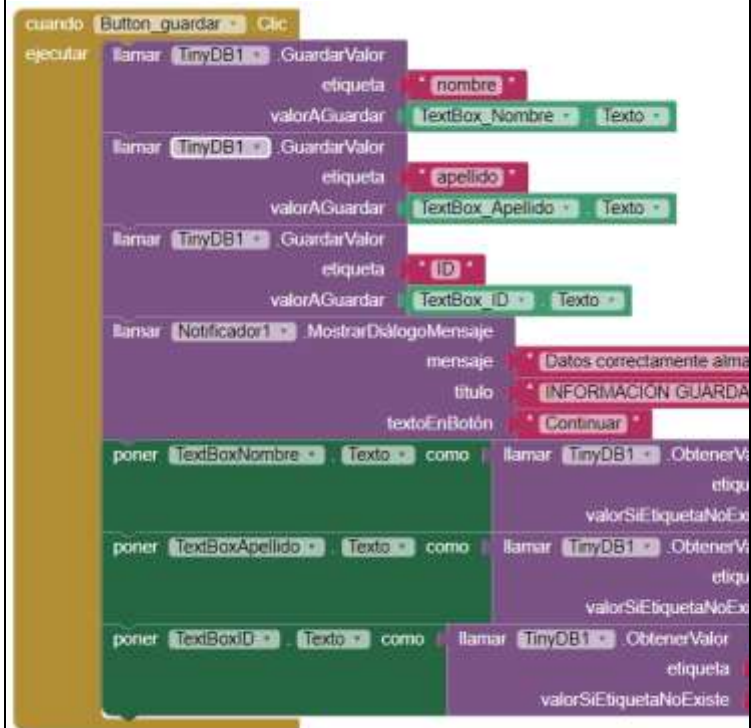 cuando Button_guardar Clic
ejecutar llamar TinyDB1 .GuardarValor
etiqueta " nombre "
valorAGuardar TextBox_Nombre . Texto
llamar TinyDB1 .GuardarValor
etiqueta " apellido "
valorAGuardar TextBox_Apellido . Texto
llamar TinyDB1 .GuardarValor
etiqueta " ID "
valorAGuardar TextBox_ID . Texto
llamar Notificador1 .MostrarDiálogoMensaje
mensaje " Datos correctamente alma
título " INFORMACIÓN GUARDA
textoEnBotón " Continuar "
poner TextBoxNombre . Texto como llamar TinyDB1 .ObtenerVa
etiqu
valorSiEtiquetaNoExi
poner TextBoxApellido . Texto como llamar TinyDB1 .ObtenerVa
etiqu
valorSiEtiquetaNoExi
poner TextBoxID . Texto como llamar TinyDB1 .ObtenerValor
etiqueta
valorSiEtiquetaNoExiste